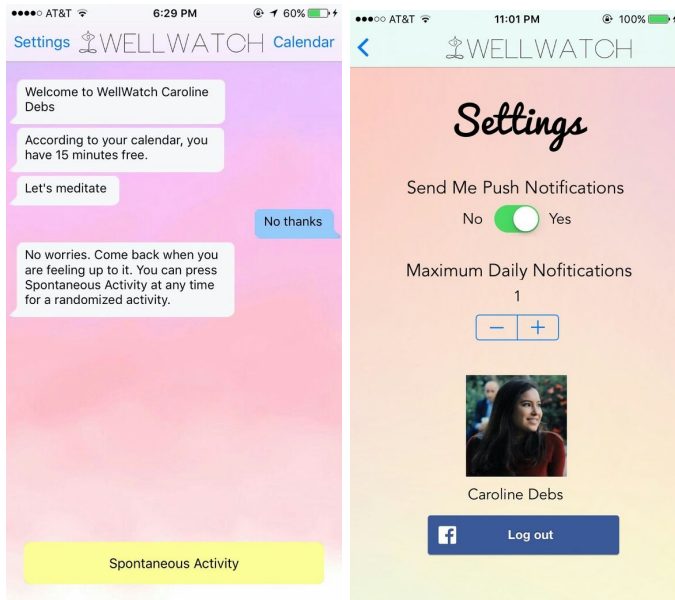 AT&T 6:29 PM 60%
Settings WELLWATCH Calendar
Welcome to WellWatch Caroline
Debs
According to your calendar, you
have 15 minutes free.
Let's meditate
No thanks
No worries. Come back when you
are feeling up to it. You can press
Spontaneous Activity at any time
for a randomized activity.
Spontaneous Activity
AT&T 11:01 PM 100%
WELLWATCH
Settings
Send Me Push Notifications
No Yes
Maximum Daily Nofitications
1
− +
Caroline Debs
f Log out